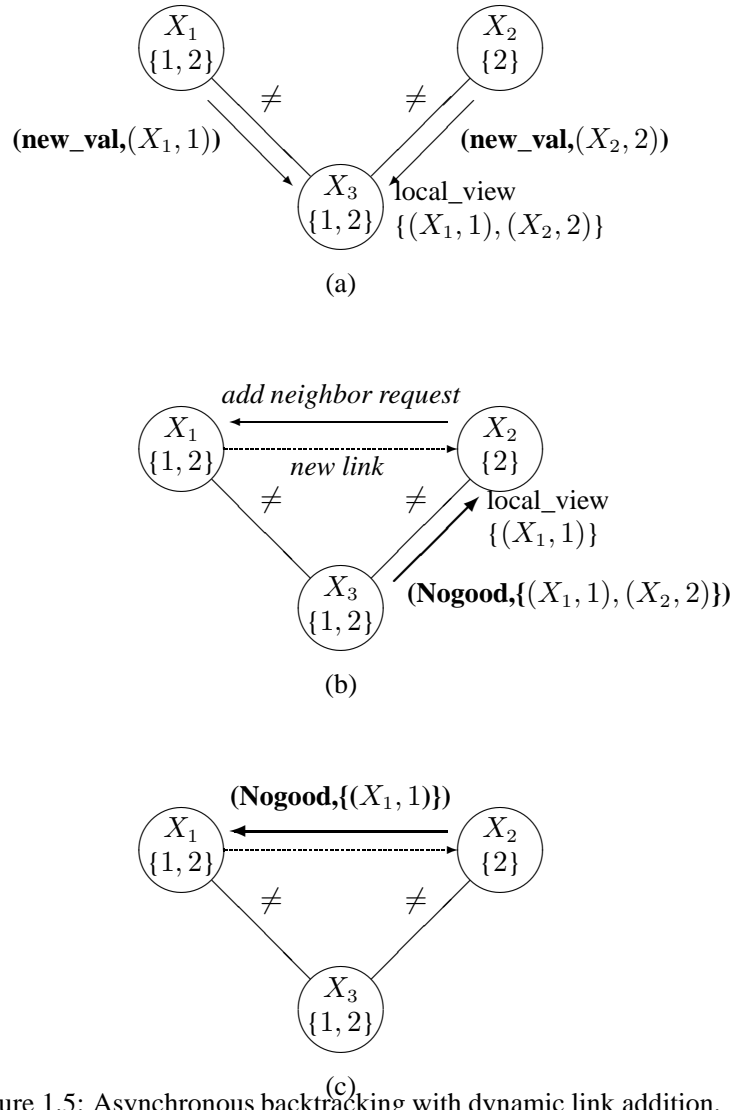 X₁
{1, 2}
X₂
{2}
≠
≠
(new_val,(X₁, 1))
(new_val,(X₂, 2))
X₃
{1, 2}
local_view
{(X₁, 1), (X₂, 2)}
(a)
add neighbor request
X₁
{1, 2}
X₂
{2}
new link
≠
≠
local_view
{(X₁, 1)}
X₃
{1, 2}
(Nogood,{(X₁, 1), (X₂, 2)})
(b)
(Nogood,{(X₁, 1)})
X₁
{1, 2}
X₂
{2}
≠
≠
X₃
{1, 2}
(c)
ure 1.5: Asynchronous backtracking with dynamic link addition.